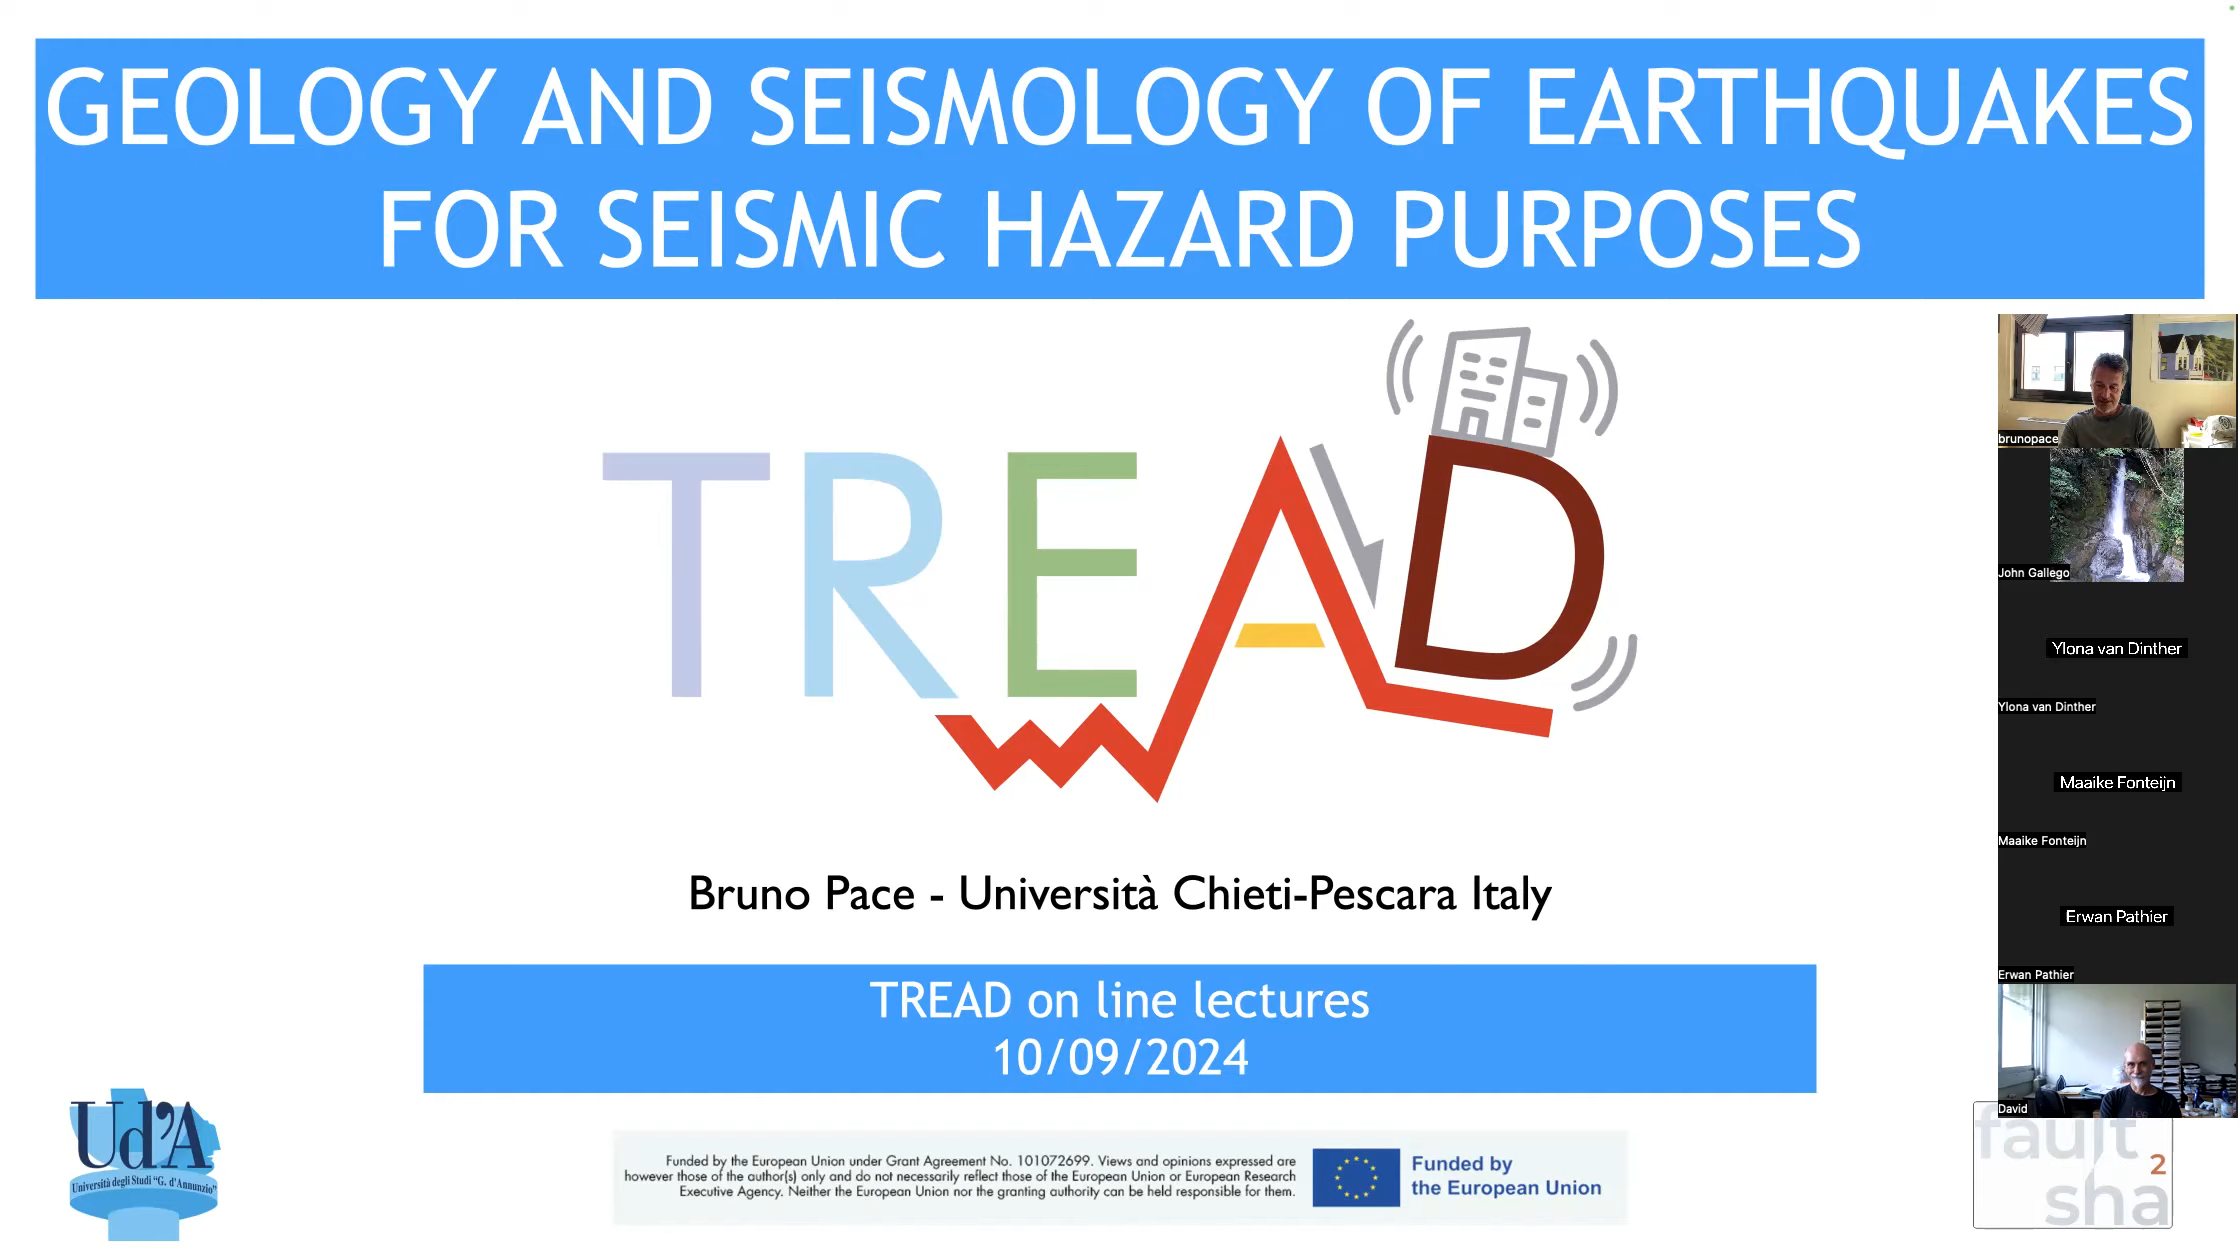 GEOLOGY AND SEISMOLOGY OF EARTHQUAKES
FOR SEISMIC HAZARD PURPOSES
TREAD
brunopace
John Gallego
Ylona van Dinther
Ylona van Dinther
Maaike Fonteijn
Maaike Fonteijn
Erwan Pathier
Erwan Pathier
David
Bruno Pace - Università Chieti-Pescara Italy
TREAD on line lectures
10/09/2024
Ud'A
Università degli Studi "G. d'Annunzio"
Funded by the European Union under Grant Agreement No. 101072699. Views and opinions expressed are
however those of the author(s) only and do not necessarily reflect those of the European Union or European Research
Executive Agency. Neither the European Union nor the granting authority can be held responsible for them.
Funded by
the European Union
fault
2
sha